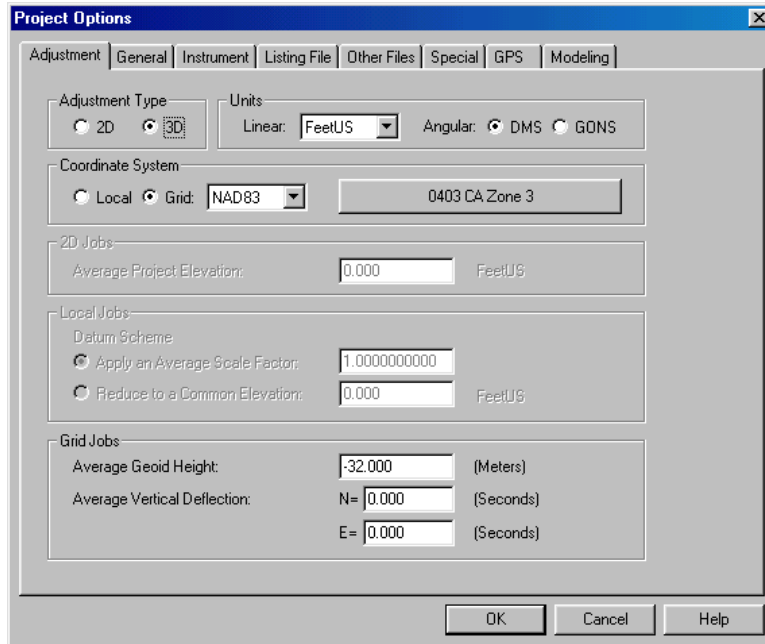 Project Options
Adjustment General Instrument Listing File Other Files Special GPS Modeling
Adjustment Type
2D 3D
Units
Linear: FeetUS Angular: DMS GONS
Coordinate System
Local Grid: NAD83 0403 CA Zone 3
2D Jobs
Average Project Elevation: 0.000 FeetUS
Local Jobs
Datum Scheme
Apply an Average Scale Factor: 1.0000000000
Reduce to a Common Elevation: 0.000 FeetUS
Grid Jobs
Average Geoid Height: -32.000 (Meters)
Average Vertical Deflection: N= 0.000 (Seconds)
E= 0.000 (Seconds)
OK Cancel Help